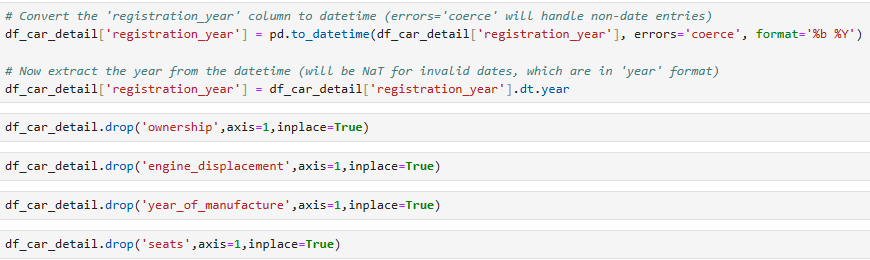 # Convert the 'registration_year' column to datetime (errors='coerce' will handle non-date entries)
df_car_detail['registration_year'] = pd.to_datetime(df_car_detail['registration_year'], errors='coerce', format='%b %Y')
# Now extract the year from the datetime (will be NaT for invalid dates, which are in 'year' format)
df_car_detail['registration_year'] = df_car_detail['registration_year'].dt.year
df_car_detail.drop('ownership',axis=1,inplace=True)
df_car_detail.drop('engine_displacement',axis=1,inplace=True)
df_car_detail.drop('year_of_manufacture',axis=1,inplace=True)
df_car_detail.drop('seats',axis=1,inplace=True)